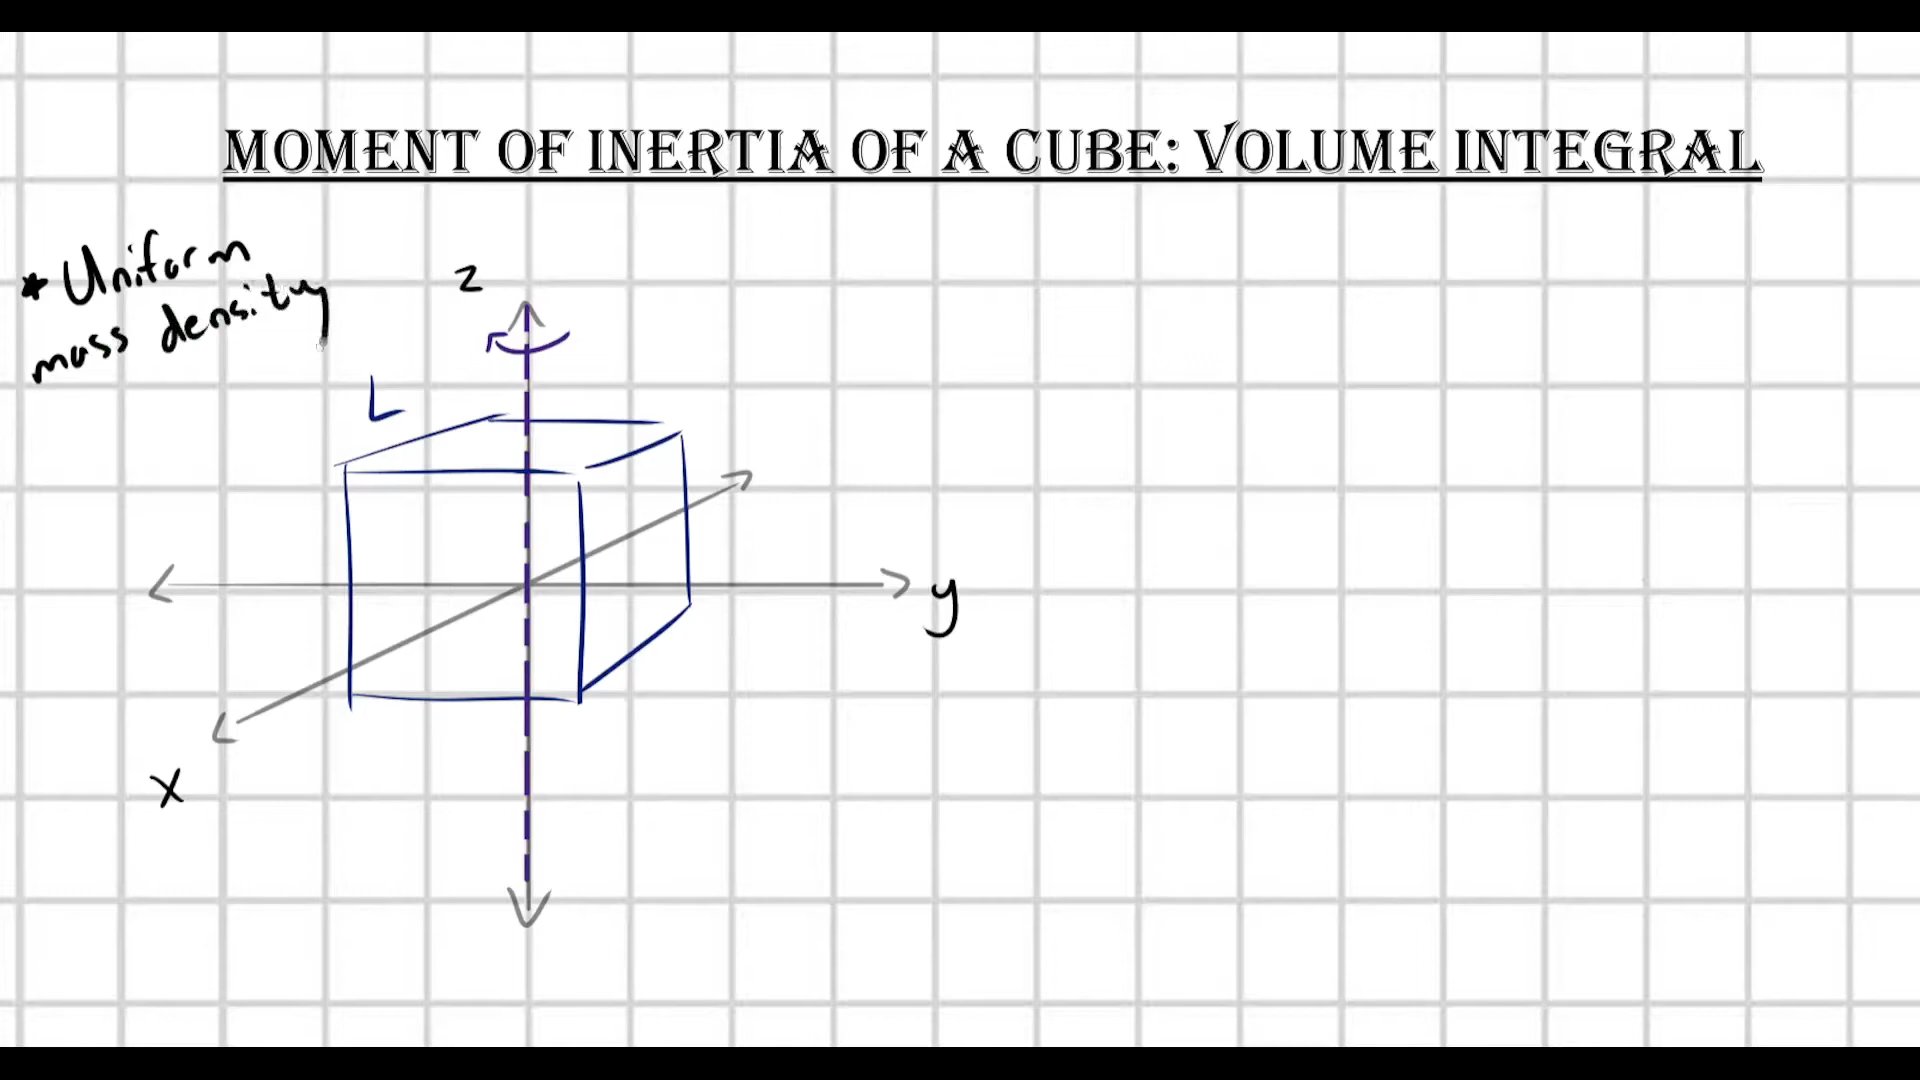 MOMENT OF INERTIA OF A CUBE: VOLUME INTEGRAL
* Uniform
mass density
z
L
y
x